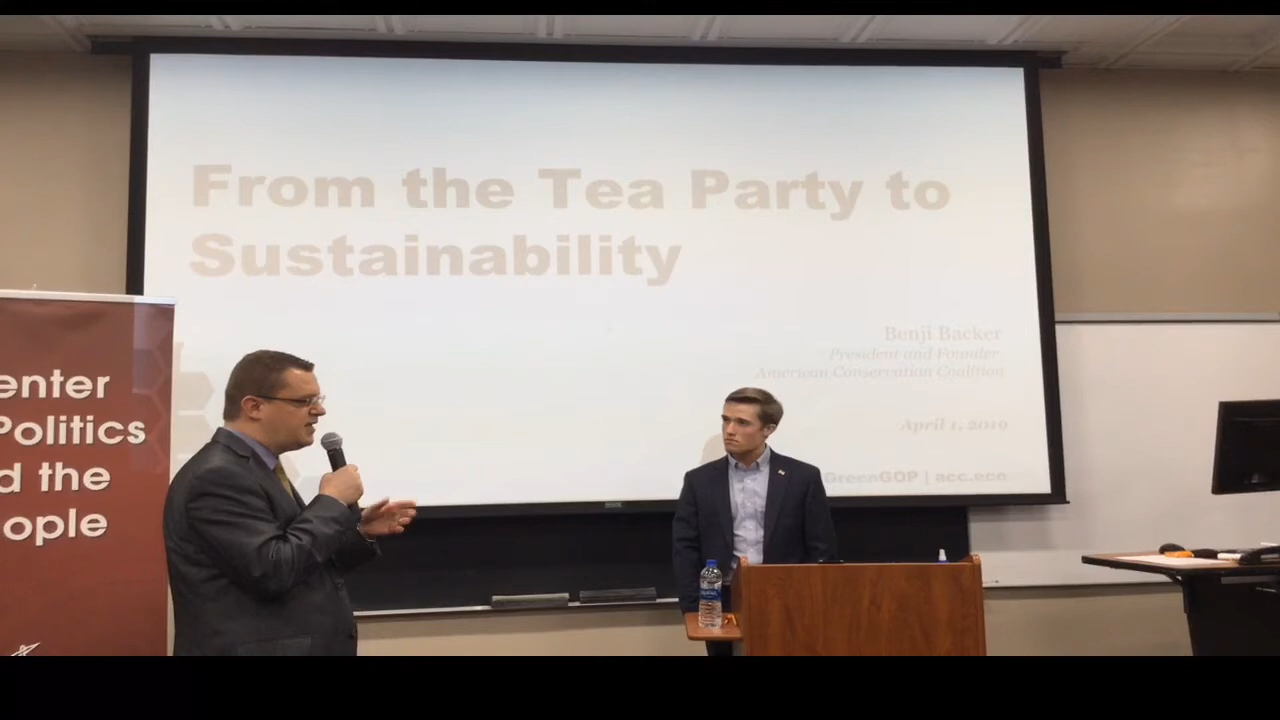 From the Tea Party to
Sustainability
Benji Backer
President and Founder
American Conservation Coalition
April 1, 2019
GreenGOP | acc.eco
enter
Politics
d the
ople